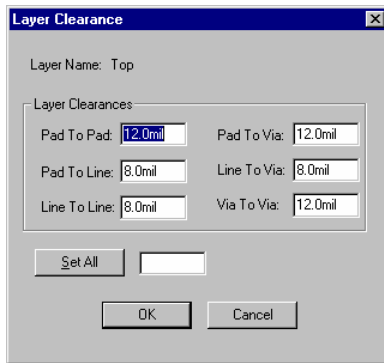 Layer Clearance
Layer Name: Top
Layer Clearances
Pad To Pad: 12.0mil Pad To Via: 12.0mil
Pad To Line: 8.0mil Line To Via: 8.0mil
Line To Line: 8.0mil Via To Via: 12.0mil
Set All
OK Cancel